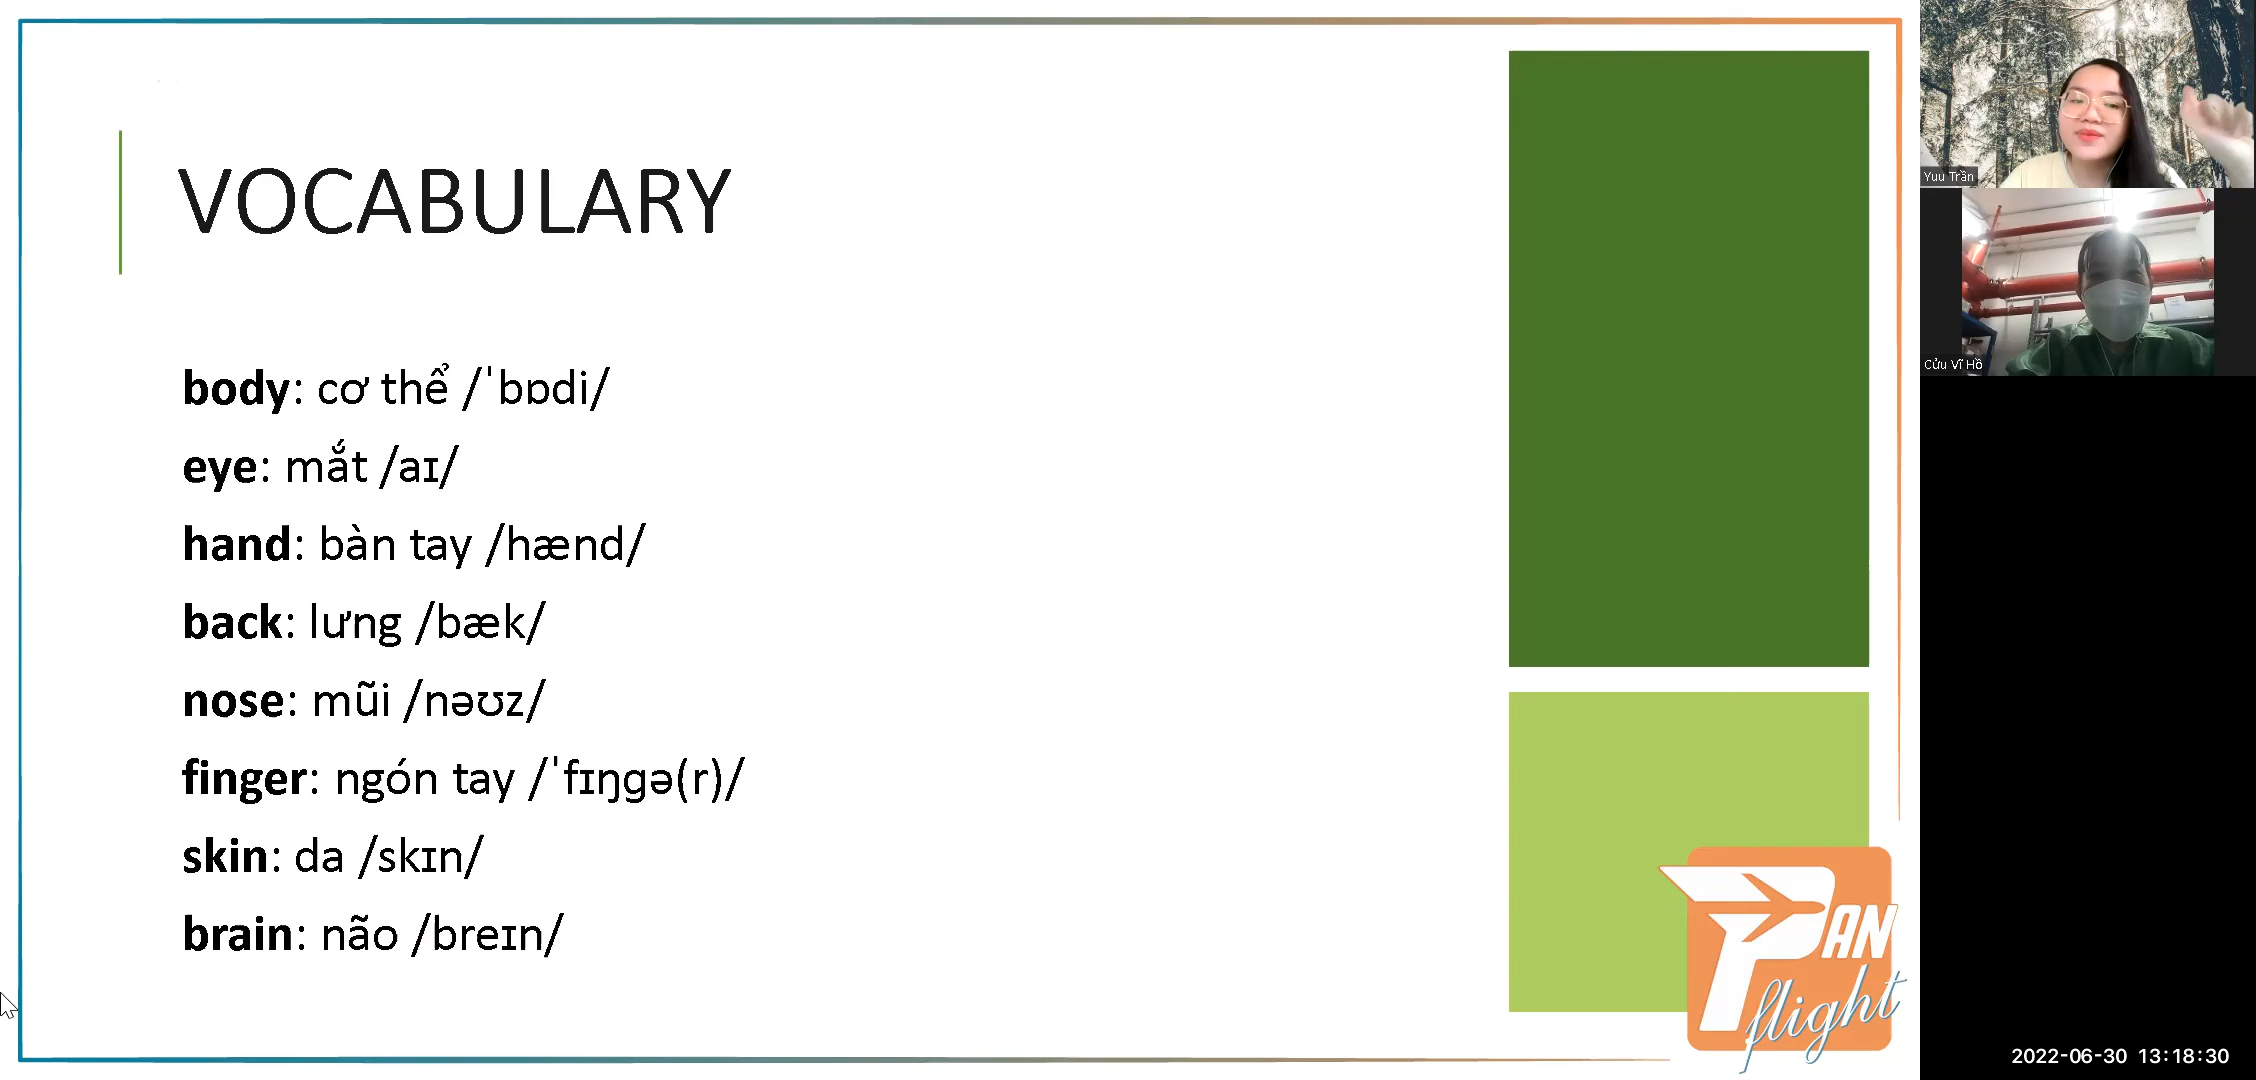 VOCABULARY
body: cơ thể /ˈbɒdi/
eye: mắt /aɪ/
hand: bàn tay /hænd/
back: lưng /bæk/
nose: mũi /nəʊz/
finger: ngón tay /ˈfɪŋgə(r)/
skin: da /skɪn/
brain: não /breɪn/
PAN
flight
Yuu Trần
Cửu Vĩ Hồ
2022-06-30 13:18:30